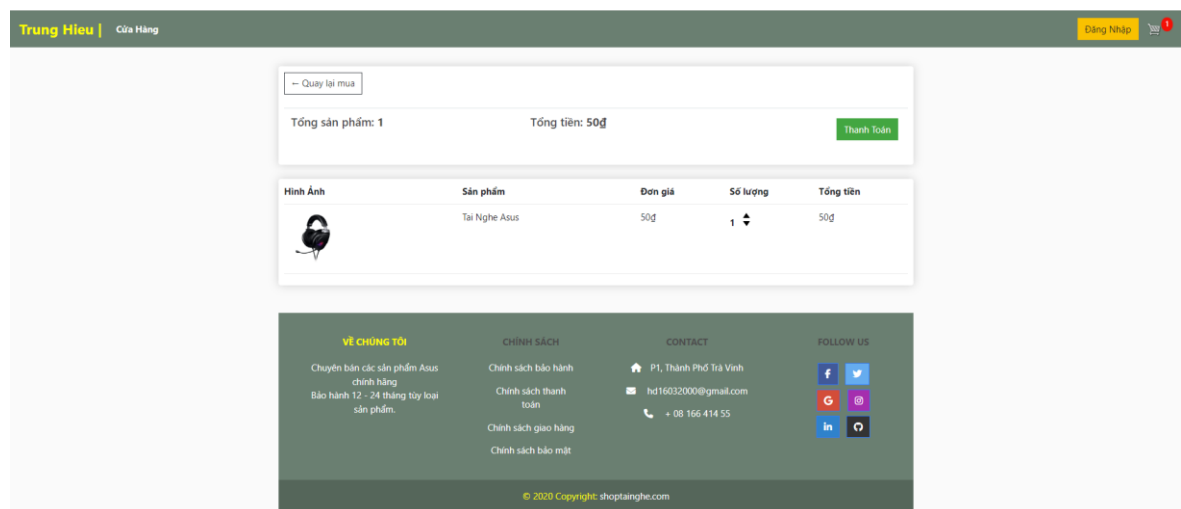 Trung Hieu | Cửa Hàng Đăng Nhập 1
← Quay lại mua
Tổng sản phẩm: 1 Tổng tiền: 50₫ Thanh Toán
Hình Ảnh Sản phẩm Đơn giá Số lượng Tổng tiền
Tai Nghe Asus 50₫ 1 50₫
VỀ CHÚNG TÔI
Chuyên bán các sản phẩm Asus
chính hãng
Bảo hành 12 - 24 tháng tùy loại
sản phẩm.
CHÍNH SÁCH
Chính sách bảo hành
Chính sách thanh
toán
Chính sách giao hàng
Chính sách bảo mật
CONTACT
P1, Thành Phố Trà Vinh
hd16032000@gmail.com
+ 08 166 414 55
FOLLOW US
© 2020 Copyright: shoptainghe.com